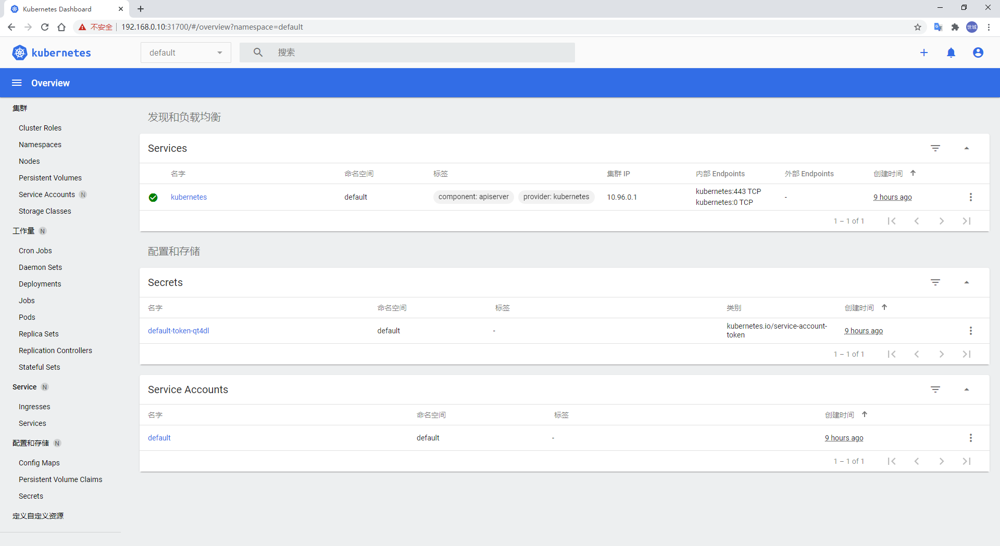 Kubernetes Dashboard
不安全
192.168.0.10:31700/#/overview?namespace=default
世城
kubernetes
default
搜索
Overview
集群
Cluster Roles
Namespaces
Nodes
Persistent Volumes
Service Accounts N
Storage Classes
工作量 N
Cron Jobs
Daemon Sets
Deployments
Jobs
Pods
Replica Sets
Replication Controllers
Stateful Sets
Service N
Ingresses
Services
配置和存储 N
Config Maps
Persistent Volume Claims
Secrets
定义自定义资源
发现和负载均衡
Services
名字 命名空间 标签 集群 IP 内部 Endpoints 外部 Endpoints 创建时间
kubernetes default component: apiserver provider: kubernetes 10.96.0.1 kubernetes:443 TCP - 9 hours ago
kubernetes:0 TCP
1 – 1 of 1
配置和存储
Secrets
名字 命名空间 标签 类别 创建时间
default-token-qt4dl default - kubernetes.io/service-account- 9 hours ago
token
1 – 1 of 1
Service Accounts
名字 命名空间 标签 创建时间
default default - 9 hours ago
1 – 1 of 1